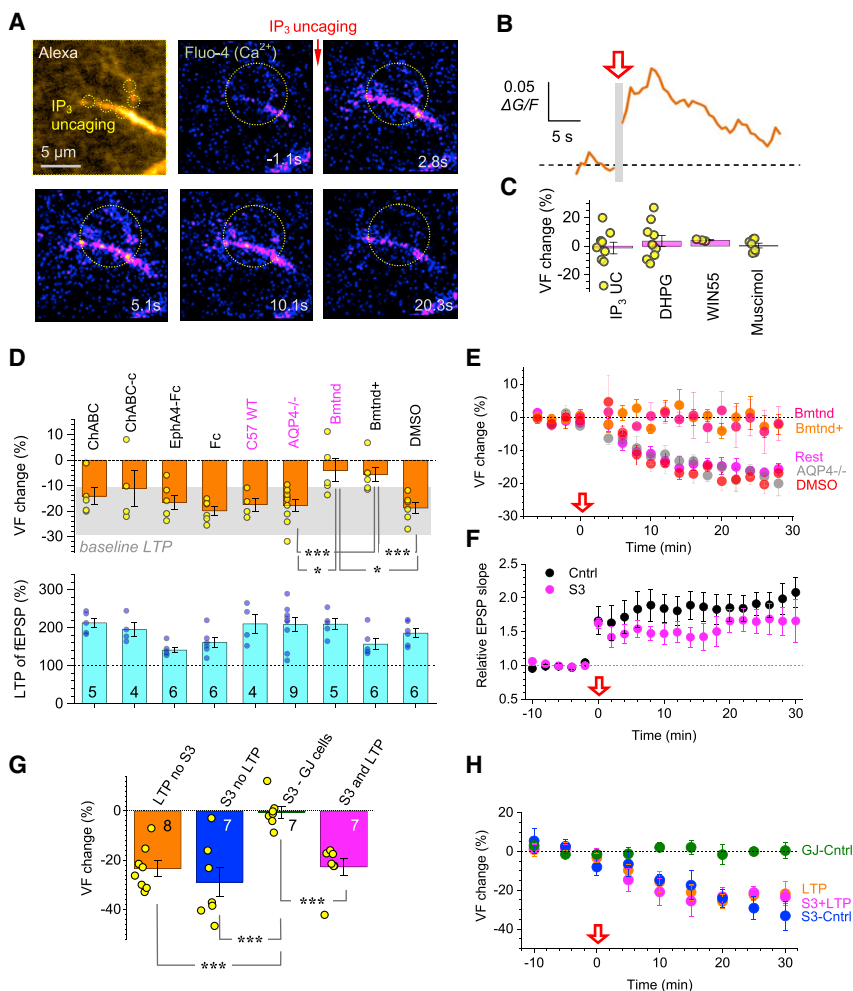 A
IP3 uncaging
Alexa
IP3
uncaging
5 µm
Fluo-4 (Ca2+)
-1.1s
2.8s
5.1s
10.1s
20.3s
B
0.05
ΔG/F
5 s
C
VF change (%)
20
0
-20
IP3 UC
DHPG
WIN55
Muscimol
D
ChABC
ChABC-c
EphA4-Fc
Fc
C57 WT
AQP4-/-
Bmtnd
Bmtnd+
DMSO
VF change (%)
10
0
-10
-20
-30
baseline LTP
***
***
*
*
LTP of fEPSP (%)
300
200
100
0
5
4
6
6
4
9
5
6
6
E
VF change (%)
10
0
-10
-20
-30
Bmtnd
Bmtnd+
Rest
AQP4-/-
DMSO
0
10
20
30
Time (min)
F
Relative EPSP slope
2.5
2.0
1.5
1.0
Cntrl
S3
-10
0
10
20
30
Time (min)
G
LTP no S3
S3 no LTP
S3 - GJ cells
S3 and LTP
VF change (%)
0
-20
-40
8
7
7
7
***
***
***
H
VF change (%)
20
0
-20
-40
GJ-Cntrl
LTP
S3+LTP
S3-Cntrl
-10
0
10
20
30
Time (min)